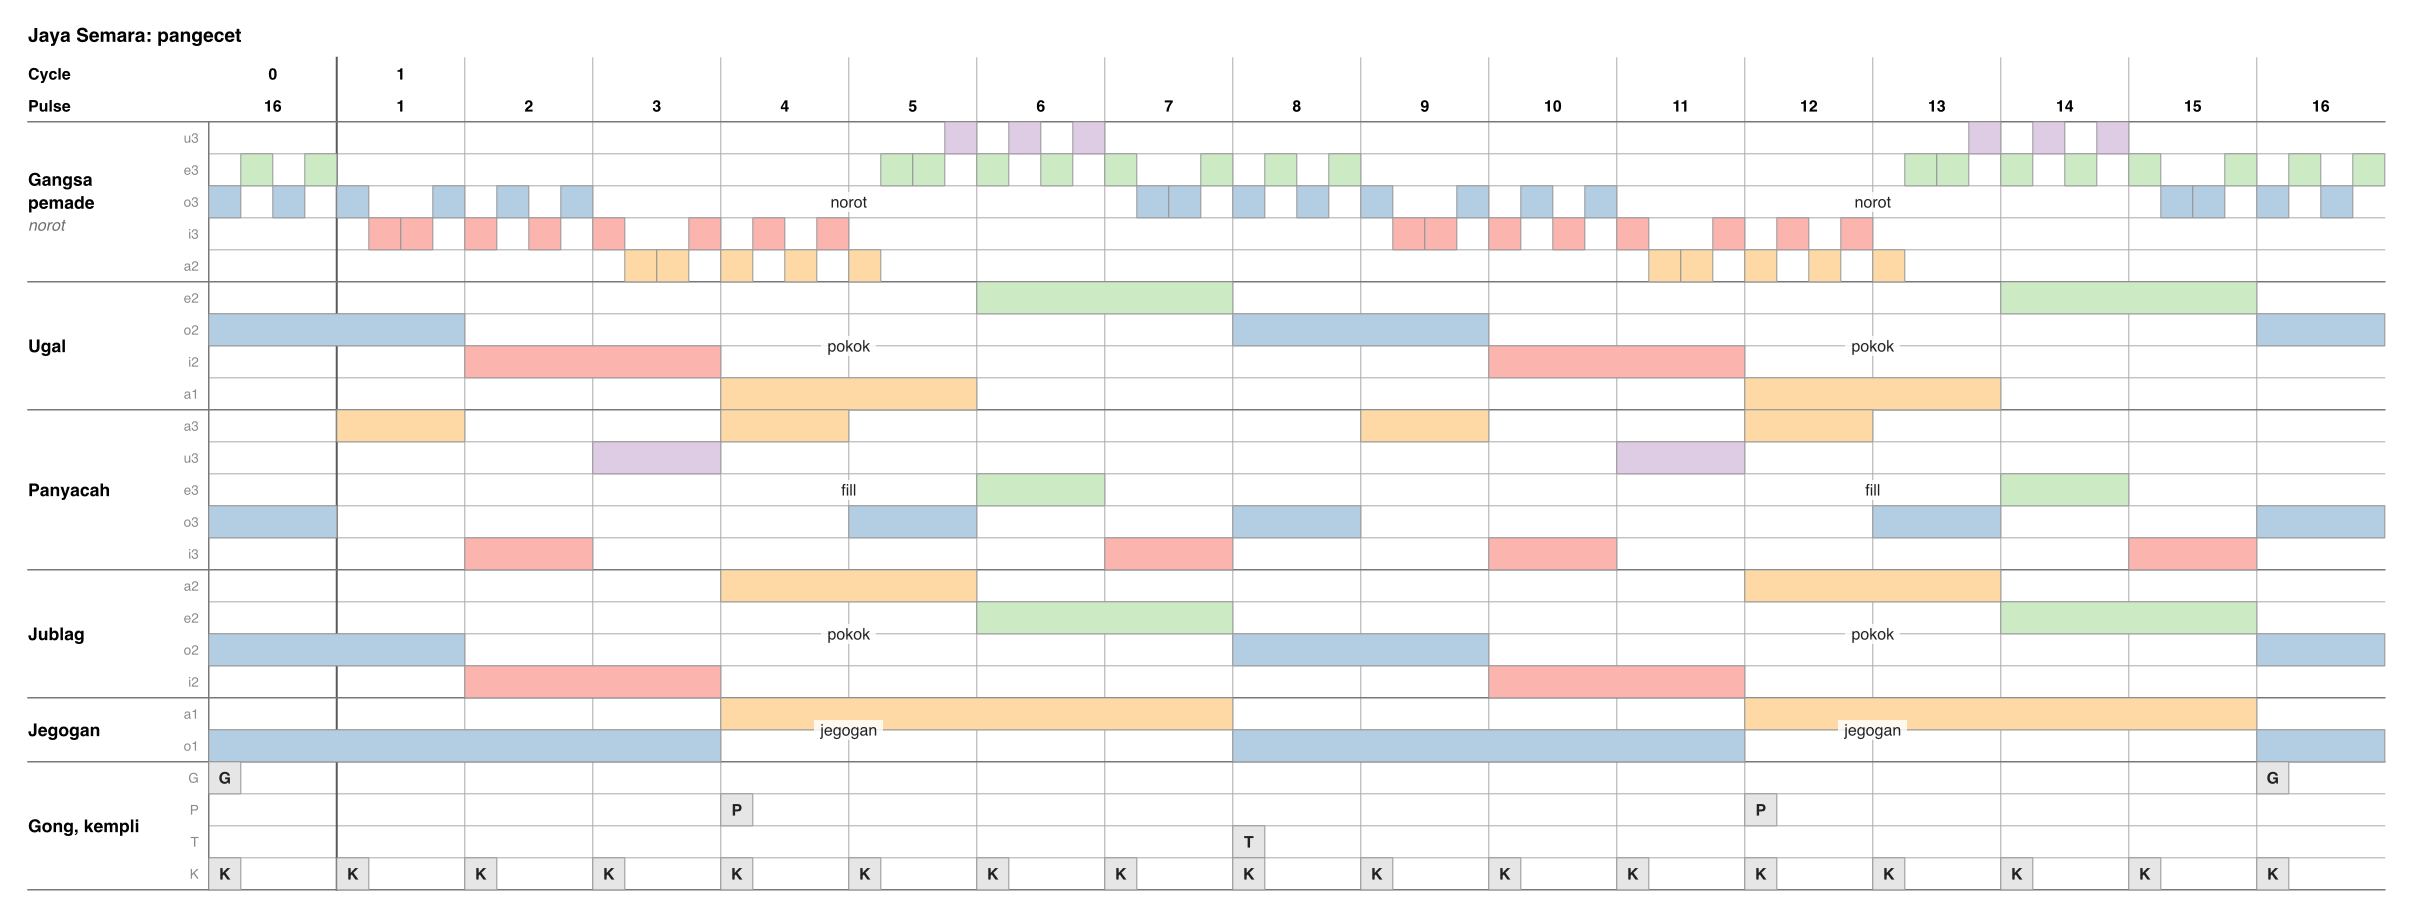 Jaya Semara: pangecet
Cycle 0 1
Pulse 16 1 2 3 4 5 6 7 8 9 10 11 12 13 14 15 16
u3
e3
Gangsa pemade
o3 norot norot
norot
i3
a2
e2
o2
Ugal pokok pokok
i2
a1
a3
u3
Panyacah e3 fill fill
o3
i3
a2
e2
Jublag pokok pokok
o2
i2
a1
Jegogan jegogan jegogan
o1
G G G
P P P
Gong, kempli
T T
K K K K K K K K K K K K K K K K K K